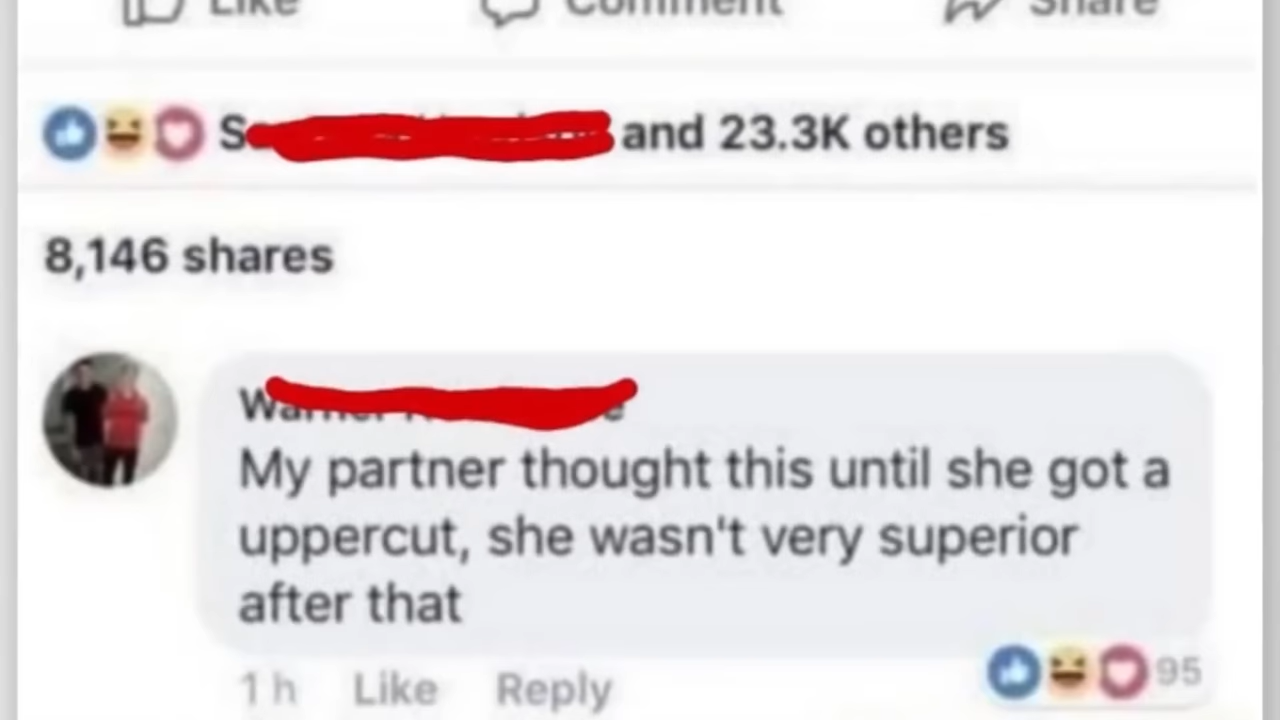 Like Comment Share
and 23.3K others
8,146 shares
My partner thought this until she got a
uppercut, she wasn't very superior
after that
1 h Like Reply 95